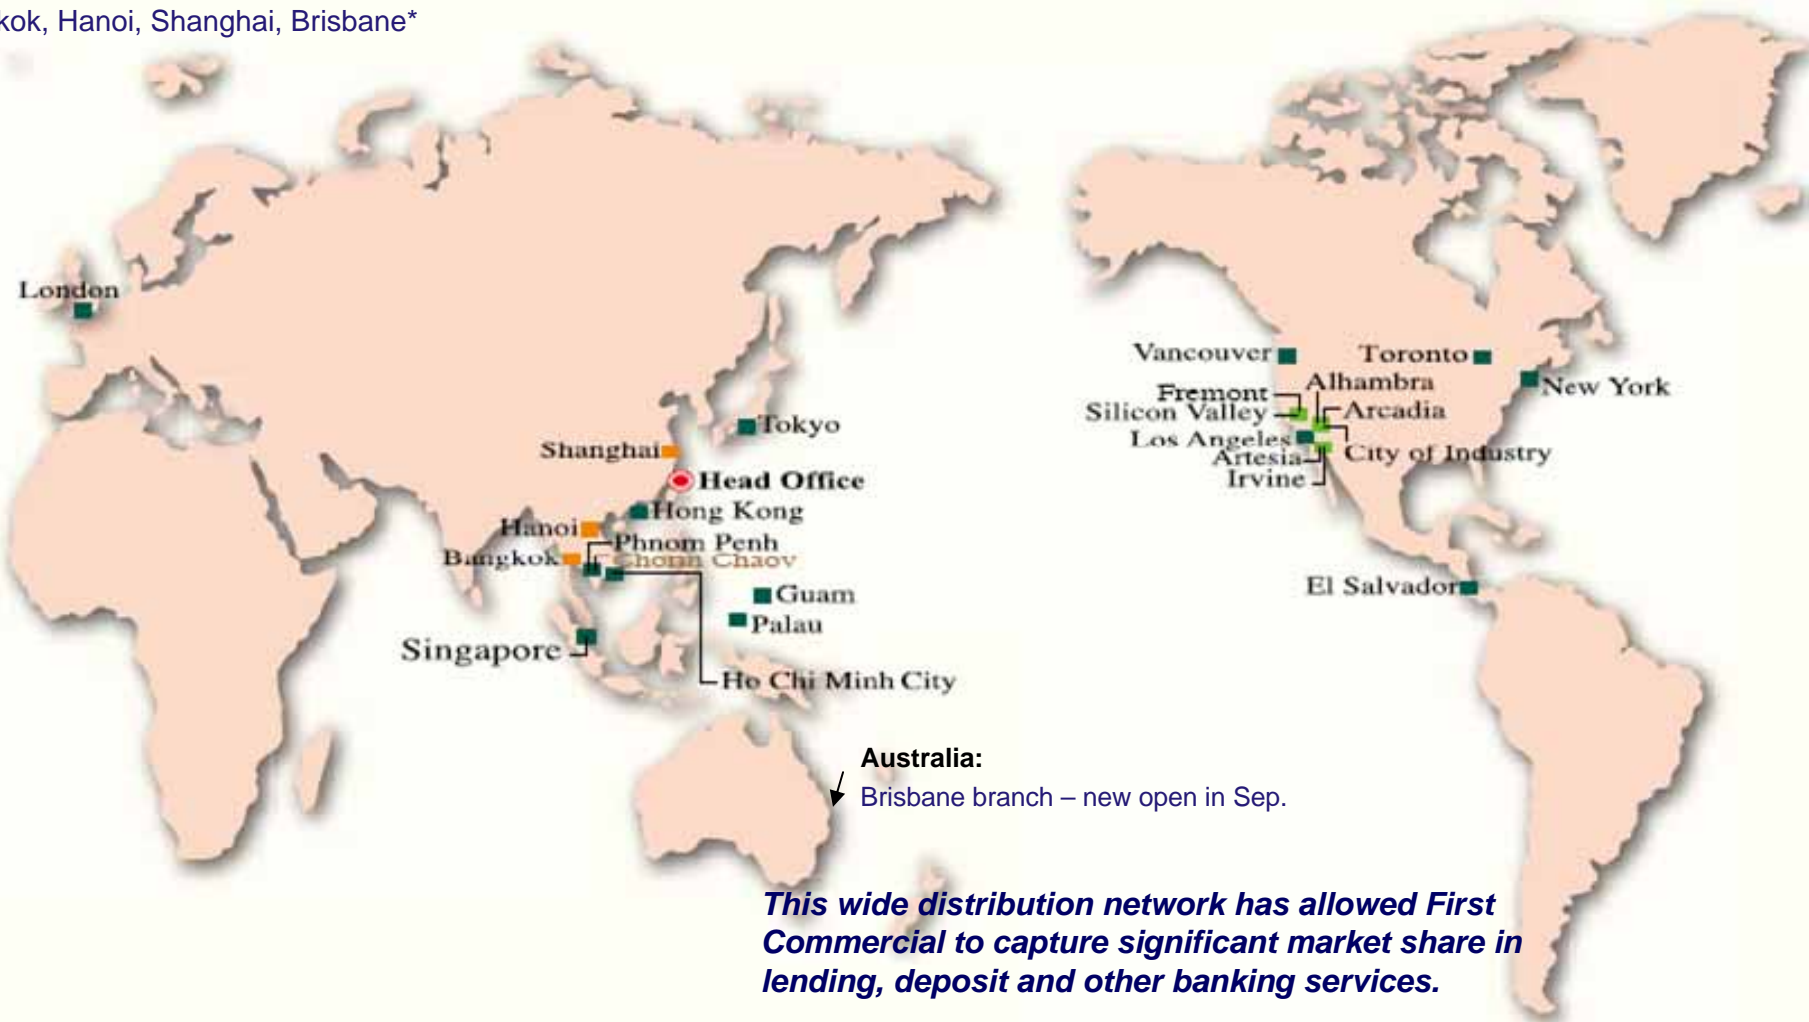 kok, Hanoi, Shanghai, Brisbane*
London
Vancouver
Toronto
Fremont
Alhambra
New York
Silicon Valley
Arcadia
Tokyo
Los Angeles
Shanghai
Artesia
City of Industry
Head Office
Irvine
Hong Kong
Hanoi
Phnom Penh
Bangkok
Chaov
El Salvador
Guam
Palau
Singapore
Ho Chi Minh City
Australia:
Brisbane branch – new open in Sep.
This wide distribution network has allowed First
Commercial to capture significant market share in
lending, deposit and other banking services.